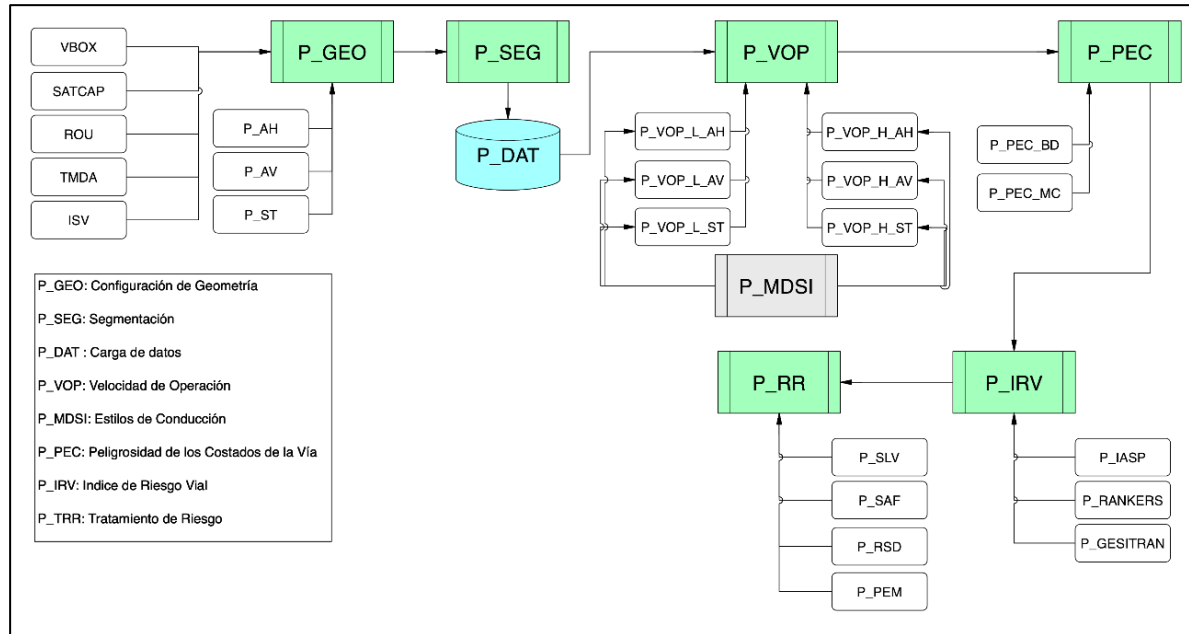 VBOX
SATCAP
ROU
TMDA
ISV
P_GEO
P_AH
P_AV
P_ST
P_SEG
P_DAT
P_VOP
P_VOP_L_AH
P_VOP_L_AV
P_VOP_L_ST
P_VOP_H_AH
P_VOP_H_AV
P_VOP_H_ST
P_MDSI
P_PEC
P_PEC_BD
P_PEC_MC
P_RR
P_IRV
P_SLV
P_SAF
P_RSD
P_PEM
P_IASP
P_RANKERS
P_GESITRAN
P_GEO: Configuración de Geometría
P_SEG: Segmentación
P_DAT : Carga de datos
P_VOP: Velocidad de Operación
P_MDSI: Estilos de Conducción
P_PEC: Peligrosidad de los Costados de la Vía
P_IRV: Indice de Riesgo Vial
P_TRR: Tratamiento de Riesgo